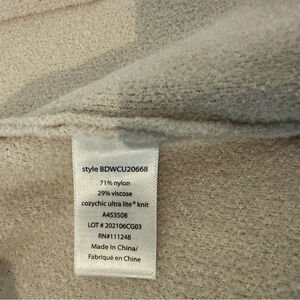 style BDWCU20668
71% nylon
29% viscose
cozychic ultra lite® knit
A453508
LOT # 202106CG03
RN#111248
Made in China/
Fabriqué en Chine